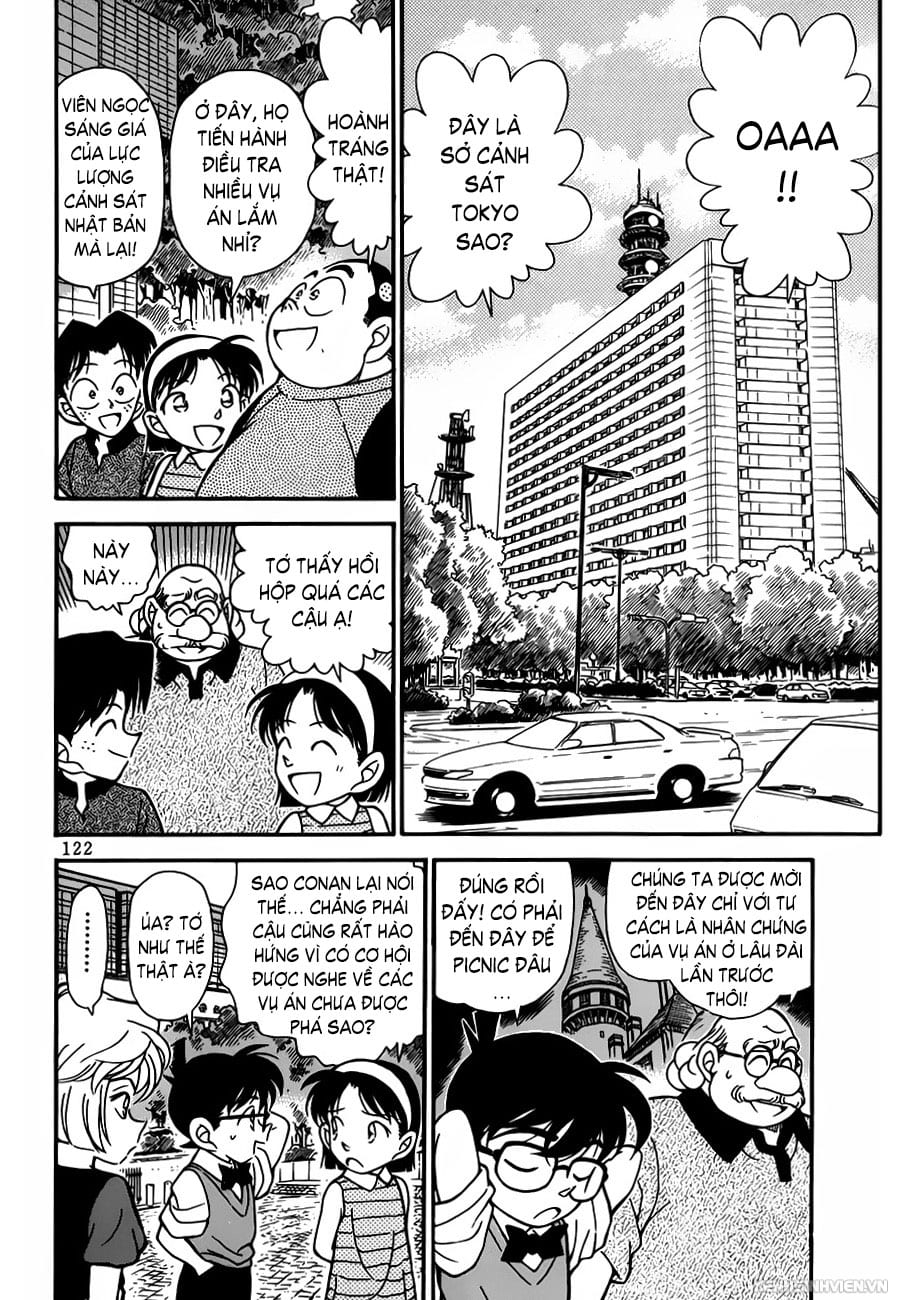 OAAA
!!
ĐÂY LÀ
SỞ CẢNH
SÁT
TOKYO
SAO?
HOÀNH
TRÁNG
THẬT!
Ở ĐÂY, HỌ
TIẾN HÀNH
ĐIỀU TRA
NHIỀU VỤ
ÁN LẮM
NHỈ?
VIÊN NGỌC
SÁNG GIÁ
CỦA LỰC
LƯỢNG
CẢNH SÁT
NHẬT BẢN
MÀ LẠI!
TỚ THẤY HỒI
HỘP QUÁ CÁC
CẬU Ạ!
NÀY
NÀY...
122
CHÚNG TA ĐƯỢC MỜI
ĐẾN ĐÂY CHỈ VỚI TƯ
CÁCH LÀ NHÂN CHỨNG
CỦA VỤ ÁN Ở LÂU ĐÀI
LẦN TRƯỚC
THÔI!
ĐÚNG RỒI
ĐẤY! CÓ PHẢI
ĐẾN ĐÂY ĐỂ
PICNIC ĐÂU
...
SAO CONAN LẠI NÓI
THẾ... CHẲNG PHẢI
CẬU CŨNG RẤT HÀO
HỨNG VÌ CÓ CƠ HỘI
ĐƯỢC NGHE VỀ CÁC
VỤ ÁN CHƯA ĐƯỢC
PHÁ SAO?
ỦA? TỚ
NHƯ THẾ
THẬT À?
........